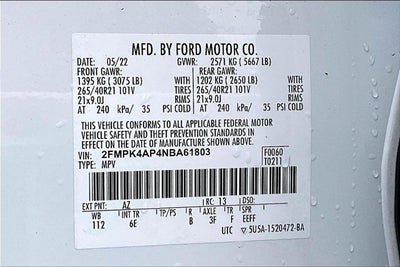 MFD. BY FORD MOTOR CO.
DATE: 05/22 GVWR: 2571 KG ( 5667 LB)
FRONT GAWR: REAR GAWR:
1395 KG ( 3075 LB) WITH 1202 KG ( 2650 LB) WITH
265/40R21 101V TIRES 265/40R21 101V TIRES
21x9.0J RIMS 21x9.0J RIMS
AT 240 kPa/ 35 PSI COLD AT 240 kPa/ 35 PSI COLD
THIS VEHICLE CONFORMS TO ALL APPLICABLE FEDERAL MOTOR
VEHICLE SAFETY AND THEFT PREVENTION STANDARDS IN
EFFECT ON THE DATE OF MANUFACTURE SHOWN ABOVE.
VIN: 2FMPK4AP4NBA61803 F0060
TYPE: MPV T0211
EXT PNT: AZ RC: 13 DSO:
WB INT TR TP/PS R AXLE TR SPR
112 6E B 3F F EEFF
UTC 5U5A-1520472-BA